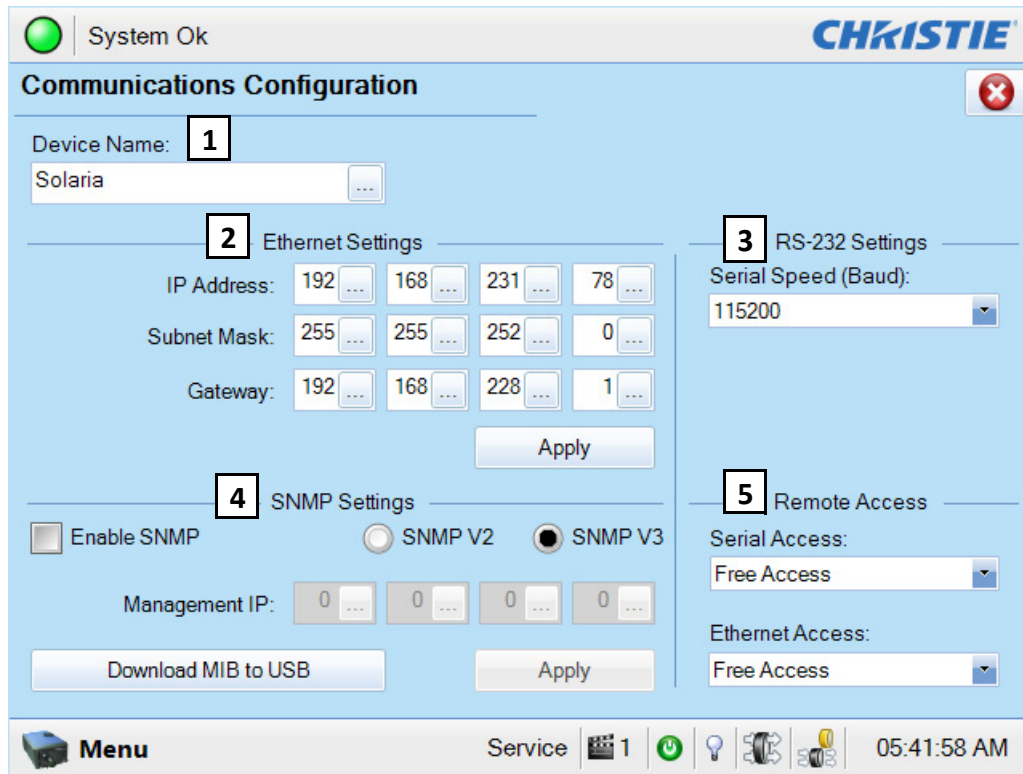 System Ok
CHRISTIE
Communications Configuration
1
Device Name:
Solaria ...
2 Ethernet Settings
IP Address: 192 ... 168 ... 231 ... 78 ...
Subnet Mask: 255 ... 255 ... 252 ... 0 ...
Gateway: 192 ... 168 ... 228 ... 1 ...
Apply
3 RS-232 Settings
Serial Speed (Baud):
115200
4 SNMP Settings
Enable SNMP SNMP V2 SNMP V3
Management IP: 0 ... 0 ... 0 ... 0 ...
Download MIB to USB Apply
5 Remote Access
Serial Access:
Free Access
Ethernet Access:
Free Access
Menu Service 1 05:41:58 AM